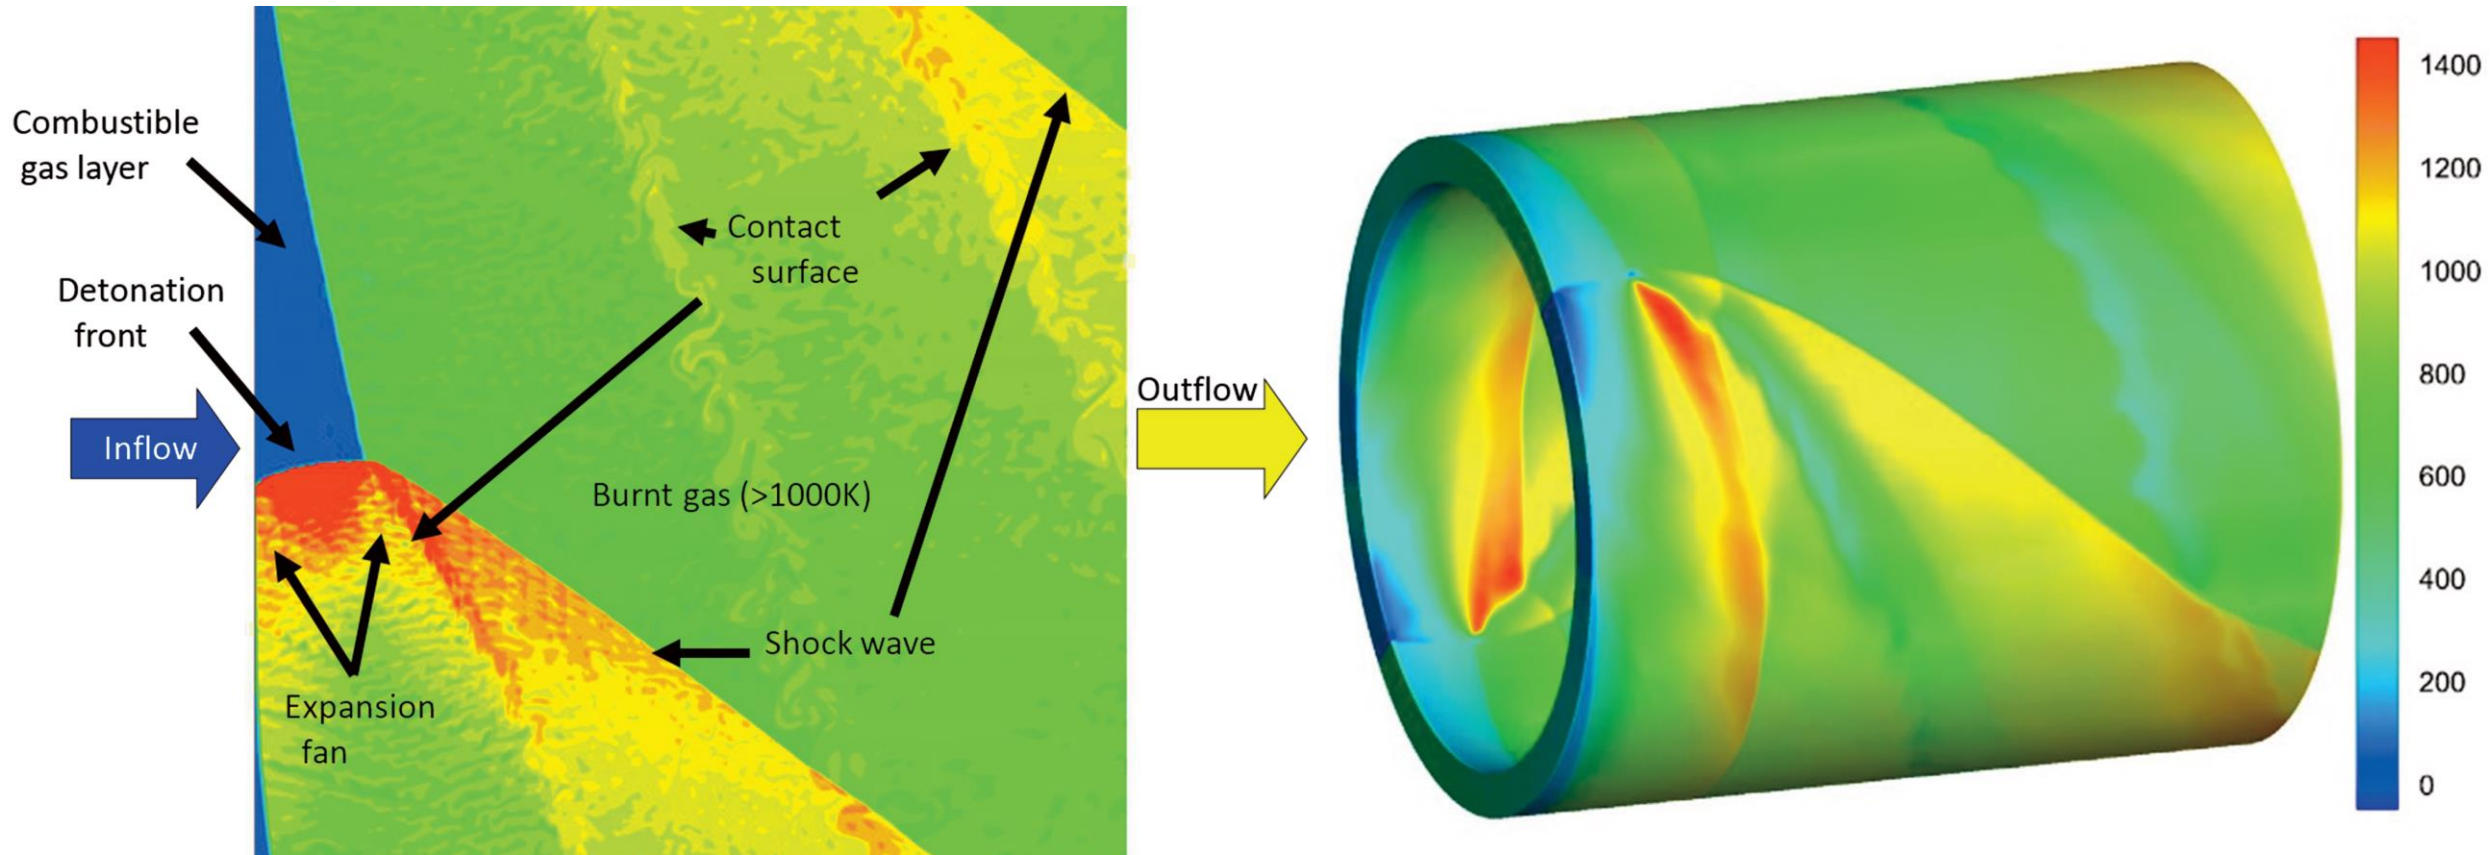 Combustible
gas layer
Detonation
front
Inflow
Contact
surface
Burnt gas (>1000K)
Shock wave
Expansion
fan
Outflow
1400
1200
1000
800
600
400
200
0